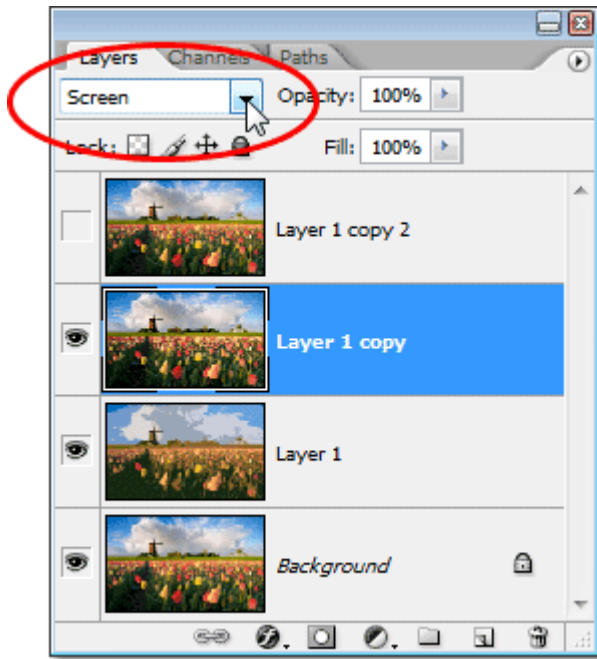 Layers Channels Paths
Screen Opacity: 100%
Lock: Fill: 100%
Layer 1 copy 2
Layer 1 copy
Layer 1
Background